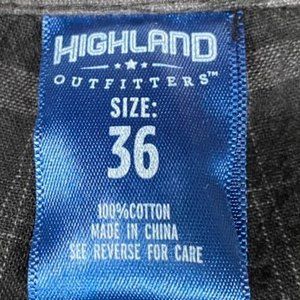 HIGHLAND
OUTFITTERS™
SIZE:
36
100%COTTON
MADE IN CHINA
SEE REVERSE FOR CARE